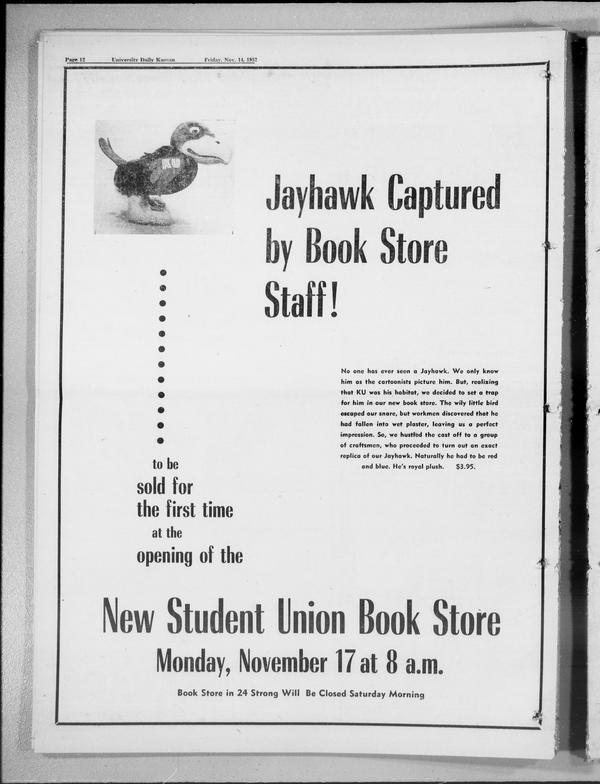 Page 12 University Daily Kansan Friday, Nov. 14, 1952
KU
Jayhawk Captured
by Book Store
Staff!
No one has ever seen a Jayhawk. We only know
him as the cartoonists picture him. But, realizing
that KU was his habitat, we decided to set a trap
for him in our new book store. The wily little bird
escaped our snare, but workmen discovered that he
had fallen into wet plaster, leaving us a perfect
impression. So, we hustled the cast off to a group
of craftsmen, who proceeded to turn out an exact
replica of our Jayhawk. Naturally he had to be red
and blue. He's royal plush. $3.95.
to be
sold for
the first time
at the
opening of the
New Student Union Book Store
Monday, November 17 at 8 a.m.
Book Store in 24 Strong Will Be Closed Saturday Morning